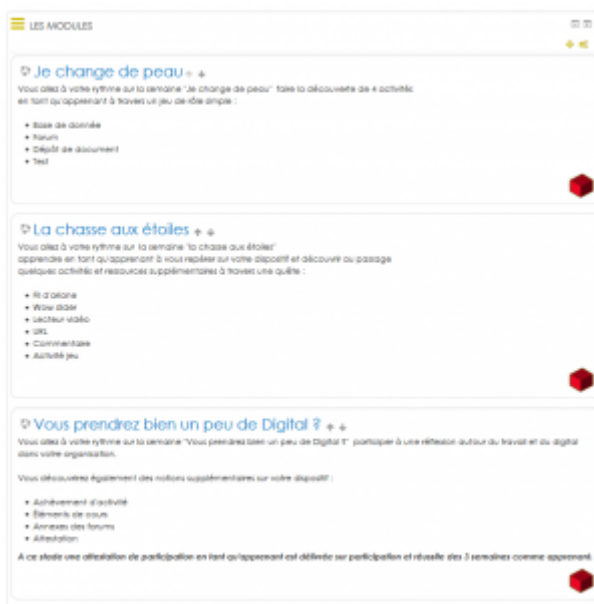 LES MODULES
Je change de peau
Vous allez à votre rythme sur la semaine "Je change de peau" faire la découverte de 4 activités
en tant qu'apprenant à travers un jeu de rôle simple :
Base de donnée
Forum
Dépôt de document
Test
La chasse aux étoiles
Vous allez à votre rythme sur la semaine "la chasse aux étoiles"
apprendre en tant qu'apprenant à vous repérer sur votre dispositif et découvrir au passage
quelques activités et ressources supplémentaires à travers une quête :
Fil d'ariane
Wow slider
Lecteur vidéo
URL
Commentaire
Activité jeu
Vous prendrez bien un peu de Digital ?
Vous allez à votre rythme sur la semaine "Vous prendrez bien un peu de Digital ?" participer à une réflexion autour du travail et du digital
dans votre organisation.
Vous découvrirez également des notions supplémentaires sur votre dispositif :
Achèvement d'activité
Éléments de cours
Annexes des forums
Attestation
A ce stade une attestation de participation en tant qu'apprenant est délivrée sur participation et réussite des 3 semaines comme apprenant.